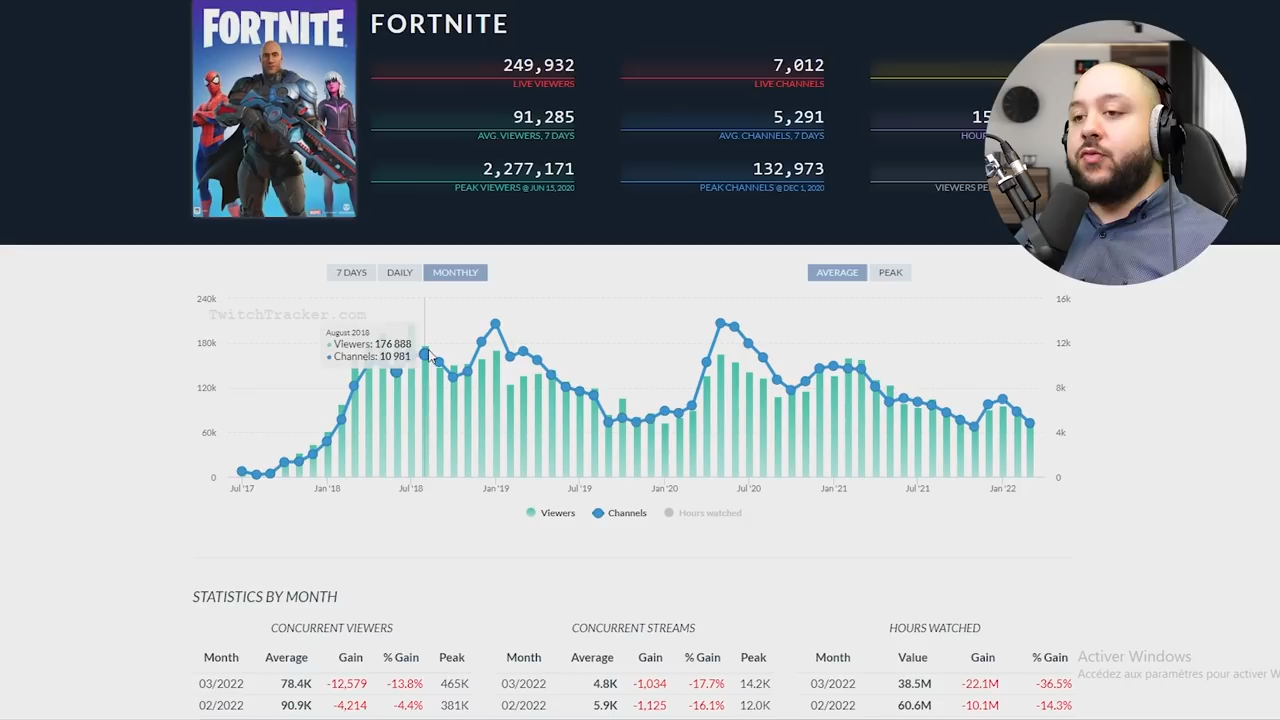 FORTNITE
FORTNITE
249,932
LIVE VIEWERS
7,012
LIVE CHANNELS
91,285
AVG. VIEWERS, 7 DAYS
5,291
AVG. CHANNELS, 7 DAYS
15
HOUR
2,277,171
PEAK VIEWERS @ JUN 15, 2020
132,973
PEAK CHANNELS @ DEC 1, 2020
VIEWERS PE
7 DAYS DAILY MONTHLY AVERAGE PEAK
240k 16k
TwitchTracker.com
August 2018
Viewers: 176 888
Channels: 10 981
180k 12k
120k 8k
60k 4k
0 0
Jul '17 Jan '18 Jul '18 Jan '19 Jul '19 Jan '20 Jul '20 Jan '21 Jul '21 Jan '22
Viewers Channels Hours watched
STATISTICS BY MONTH
CONCURRENT VIEWERS CONCURRENT STREAMS HOURS WATCHED
Month Average Gain % Gain Peak Month Average Gain % Gain Peak Month Value Gain % Gain
03/2022 78.4K -12,579 -13.8% 465K 03/2022 4.8K -1,034 -17.7% 14.2K 03/2022 38.5M -22.1M -36.5%
02/2022 90.9K -4,214 -4.4% 381K 02/2022 5.9K -1,125 -16.1% 12.0K 02/2022 60.6M -10.1M -14.3%
Activer Windows
Accédez aux paramètres pour activer W